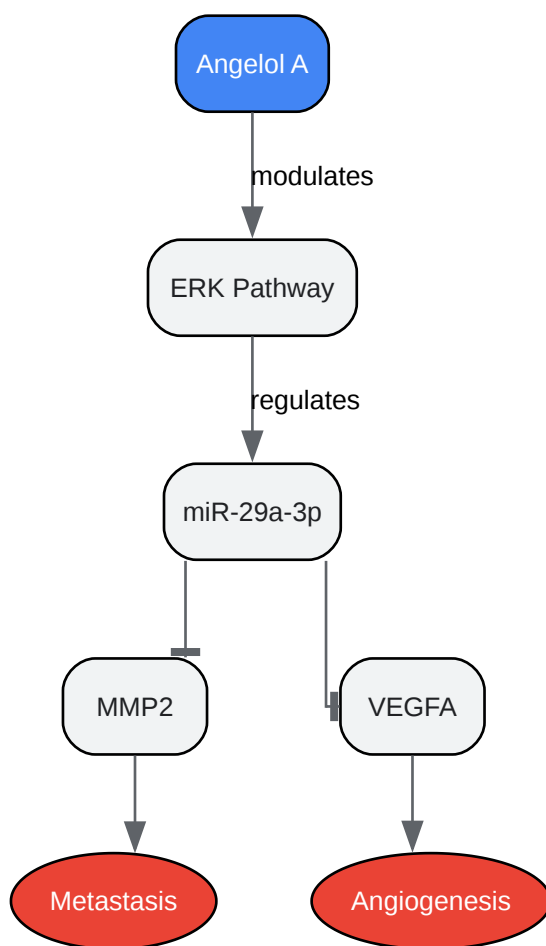 Angelol A
modulates
ERK Pathway
regulates
miR-29a-3p
MMP2
VEGFA
Metastasis
Angiogenesis